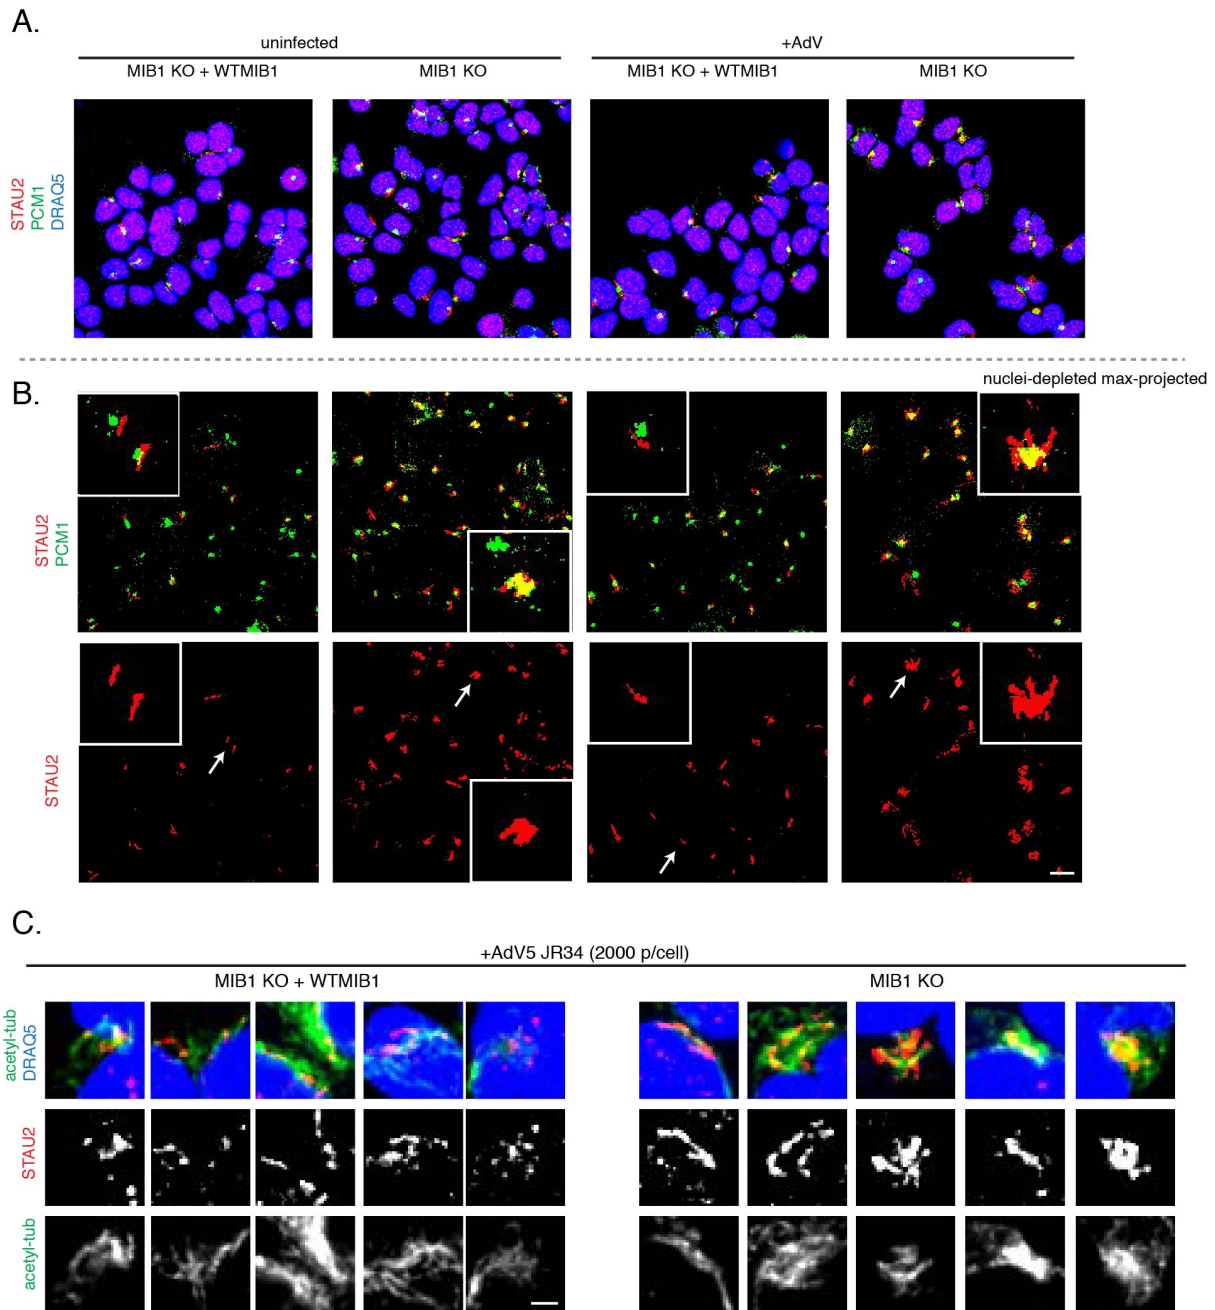 A.
uninfected
+AdV
MIB1 KO + WTMIB1
MIB1 KO
MIB1 KO + WTMIB1
MIB1 KO
STAU2
PCM1
DRAQ5
nuclei-depleted max-projected
B.
STAU2
PCM1
STAU2
C.
+AdV5 JR34 (2000 p/cell)
MIB1 KO + WTMIB1
MIB1 KO
acetyl-tub
DRAQ5
STAU2
acetyl-tub